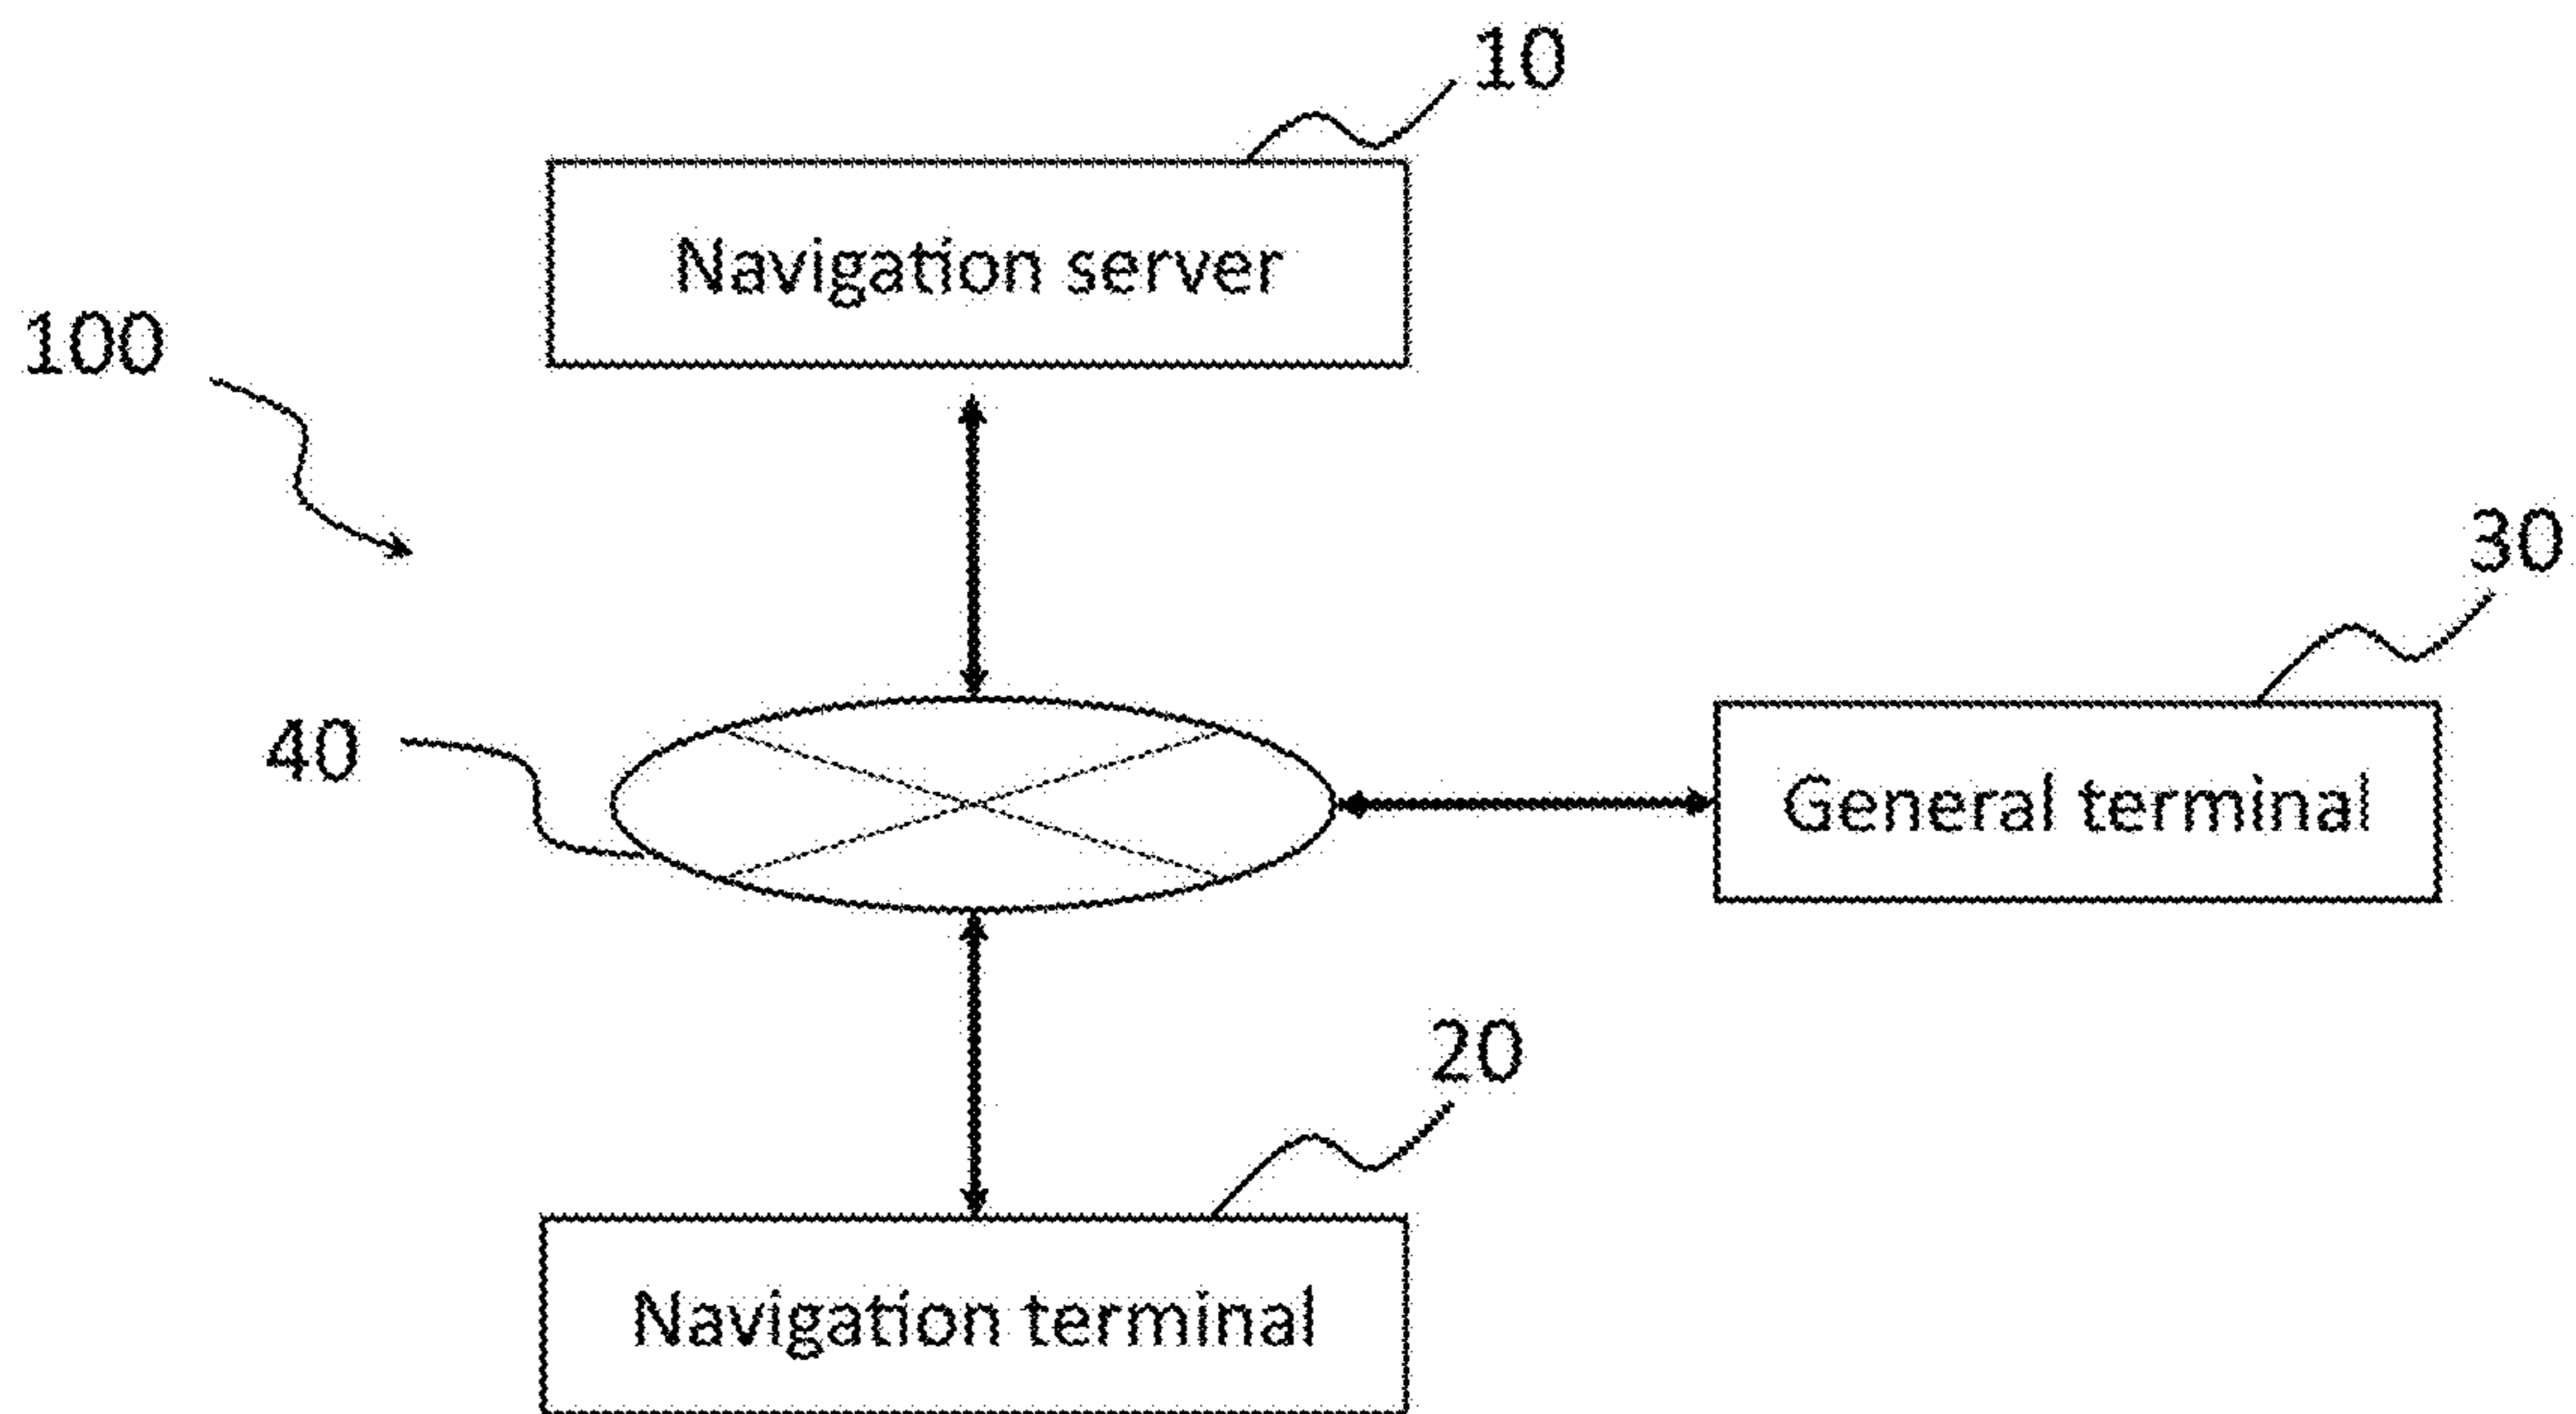 10
Navigation server
100
30
40
General terminal
20
Navigation terminal